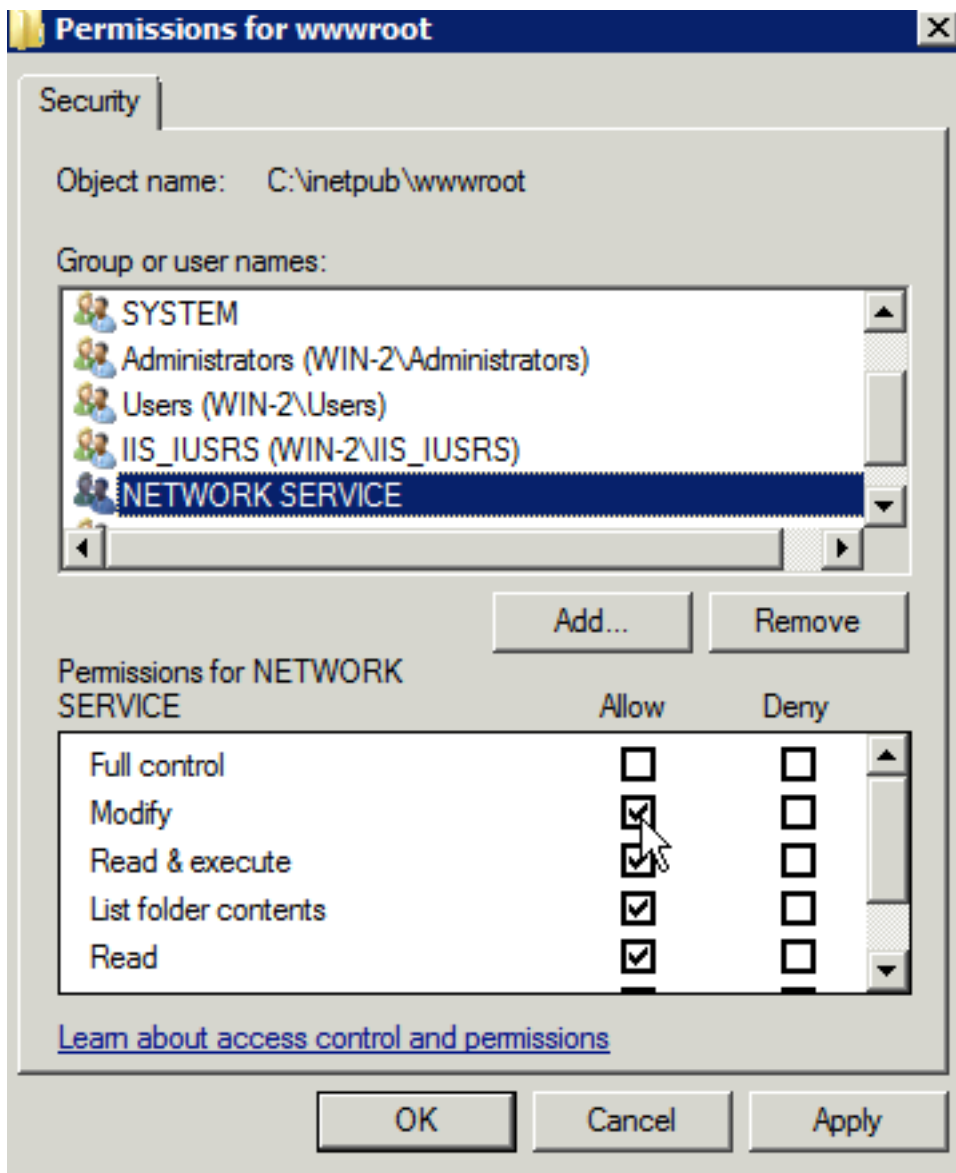 Permissions for wwwroot
Security
Object name: C:\inetpub\wwwroot
Group or user names:
SYSTEM
Administrators (WIN-2\Administrators)
Users (WIN-2\Users)
IIS_IUSRS (WIN-2\IIS_IUSRS)
NETWORK SERVICE
Add... Remove
Permissions for NETWORK
SERVICE Allow Deny
Full control
Modify
Read & execute
List folder contents
Read
Learn about access control and permissions
OK Cancel Apply